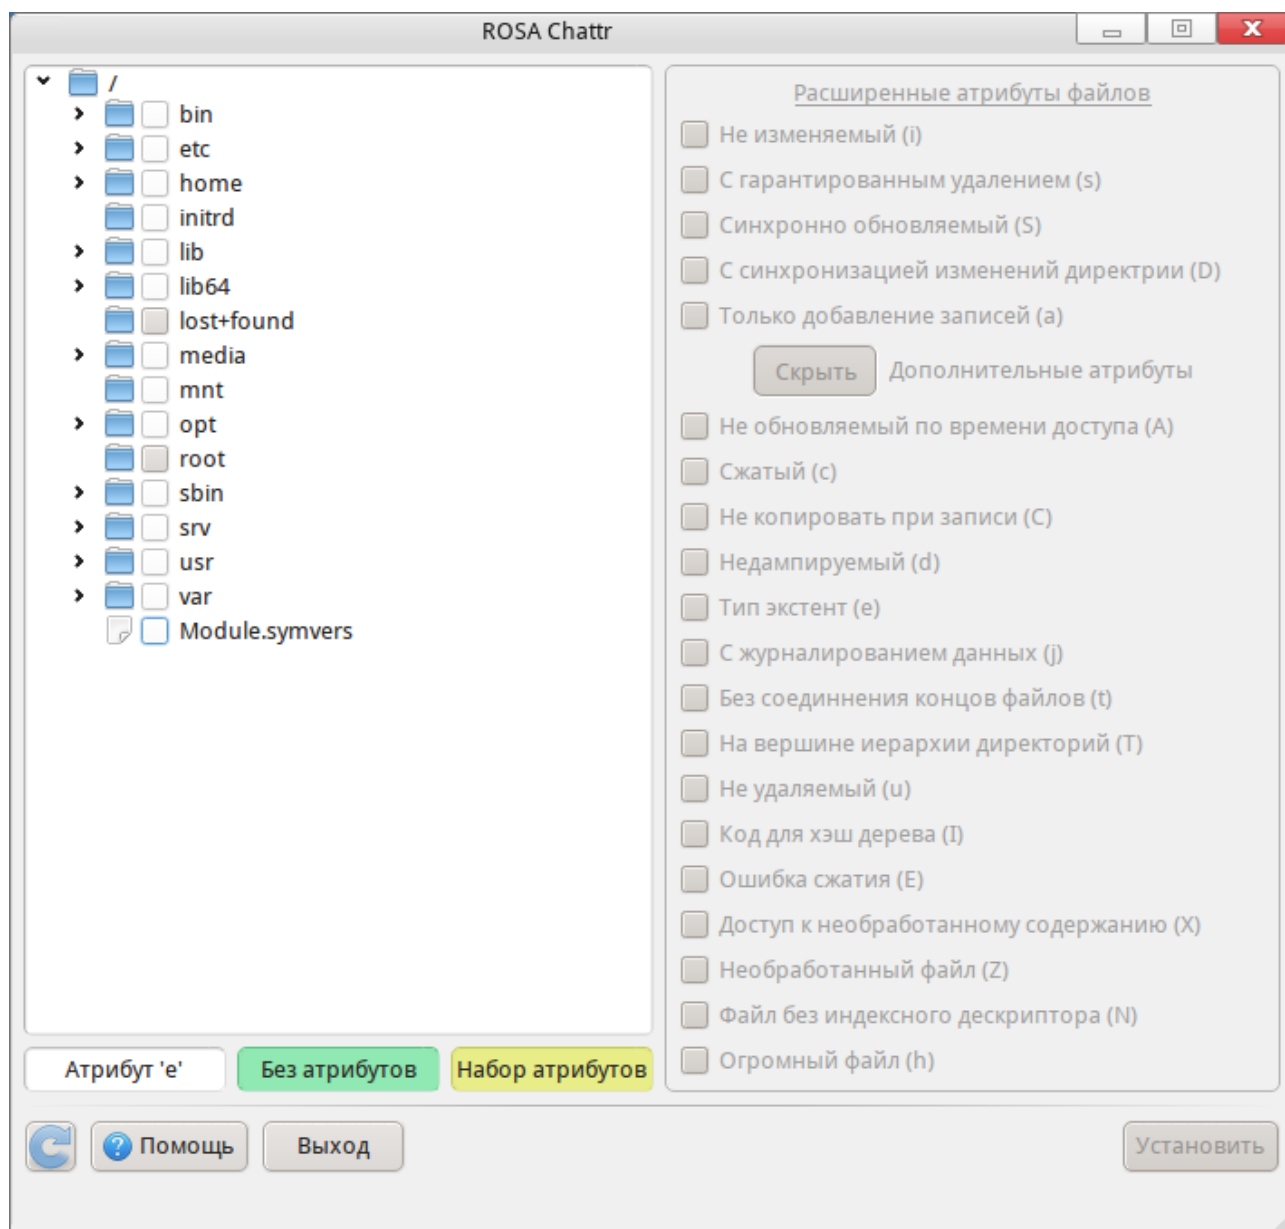 ROSA Chattr
/
bin
etc
home
initrd
lib
lib64
lost+found
media
mnt
opt
root
sbin
srv
usr
var
Module.symvers
Атрибут 'e'
Без атрибутов
Набор атрибутов
Расширенные атрибуты файлов
Не изменяемый (i)
С гарантированным удалением (s)
Синхронно обновляемый (S)
С синхронизацией изменений директрии (D)
Только добавление записей (a)
Скрыть Дополнительные атрибуты
Не обновляемый по времени доступа (A)
Сжатый (c)
Не копировать при записи (C)
Недампируемый (d)
Тип экстент (e)
С журналированием данных (j)
Без соединнения концов файлов (t)
На вершине иерархии директорий (T)
Не удаляемый (u)
Код для хэш дерева (I)
Ошибка сжатия (E)
Доступ к необработанному содержанию (X)
Необработанный файл (Z)
Файл без индексного дескриптора (N)
Огромный файл (h)
Помощь
Выход
Установить